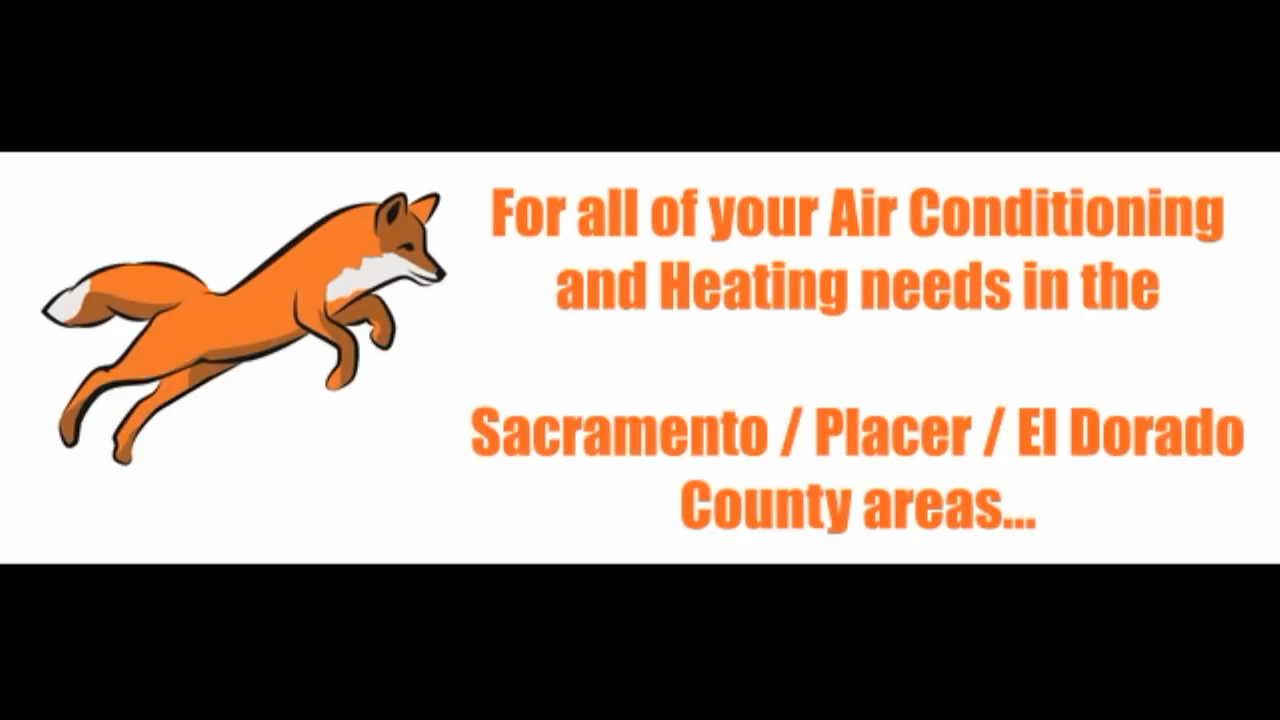 For all of your Air Conditioning
and Heating needs in the
Sacramento / Placer / El Dorado
County areas...